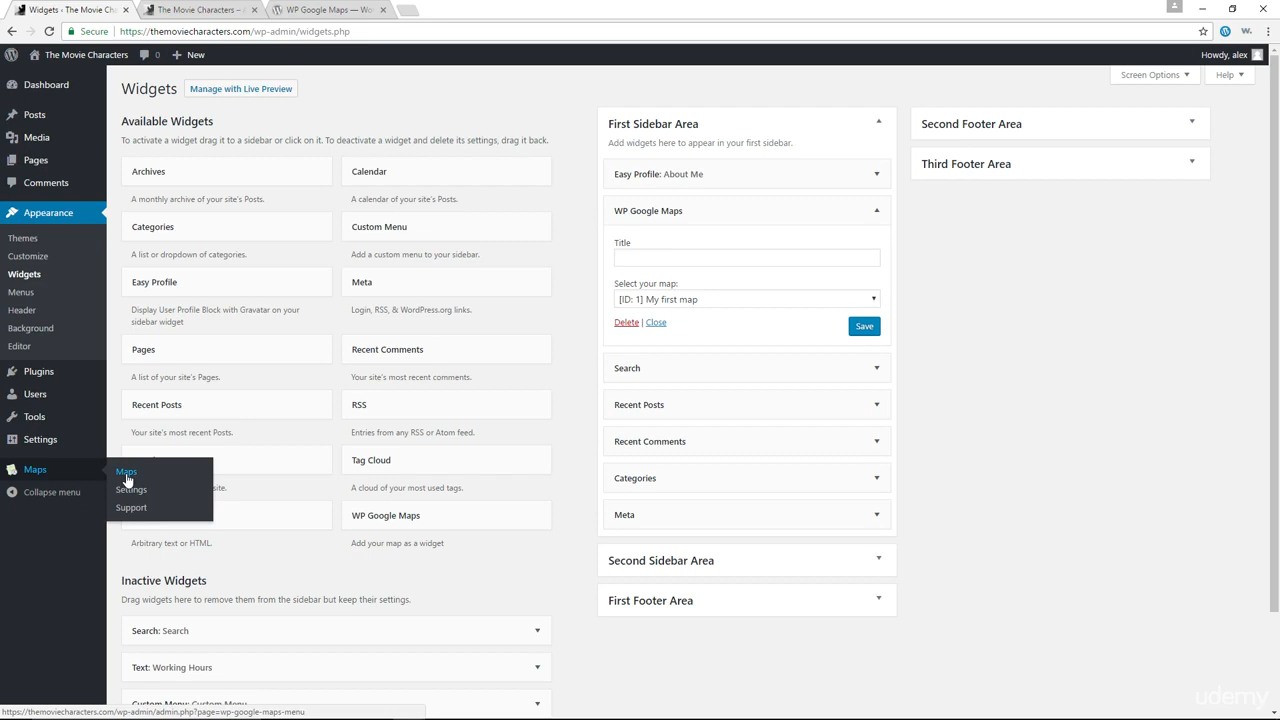 Widgets ‹ The Movie Cha
The Movie Characters –
WP Google Maps — Wo
Secure
https://themoviecharacters.com/wp-admin/widgets.php
The Movie Characters
0
New
Howdy, alex
Screen Options
Help
Dashboard
Posts
Media
Pages
Comments
Appearance
Themes
Customize
Widgets
Menus
Header
Background
Editor
Plugins
Users
Tools
Settings
Maps
Collapse menu
Maps
Settings
Support
Widgets
Manage with Live Preview
Available Widgets
To activate a widget drag it to a sidebar or click on it. To deactivate a widget and delete its settings, drag it back.
Archives
Calendar
A monthly archive of your site's Posts.
A calendar of your site's Posts.
Categories
Custom Menu
A list or dropdown of categories.
Add a custom menu to your sidebar.
Easy Profile
Meta
Display User Profile Block with Gravatar on your
sidebar widget
Login, RSS, & WordPress.org links.
Pages
Recent Comments
A list of your site's Pages.
Your site's most recent comments.
Recent Posts
RSS
Your site's most recent Posts.
Entries from any RSS or Atom feed.
Tag Cloud
site.
A cloud of your most used tags.
WP Google Maps
Arbitrary text or HTML.
Add your map as a widget
Inactive Widgets
Drag widgets here to remove them from the sidebar but keep their settings.
Search: Search
Text: Working Hours
Custom Menu: Custom Menu
First Sidebar Area
Add widgets here to appear in your first sidebar.
Easy Profile: About Me
WP Google Maps
Title
Select your map:
[ID: 1] My first map
Delete | Close
Save
Search
Recent Posts
Recent Comments
Categories
Meta
Second Sidebar Area
First Footer Area
Second Footer Area
Third Footer Area
https://themoviecharacters.com/wp-admin/admin.php?page=wp-google-maps-menu
udemy